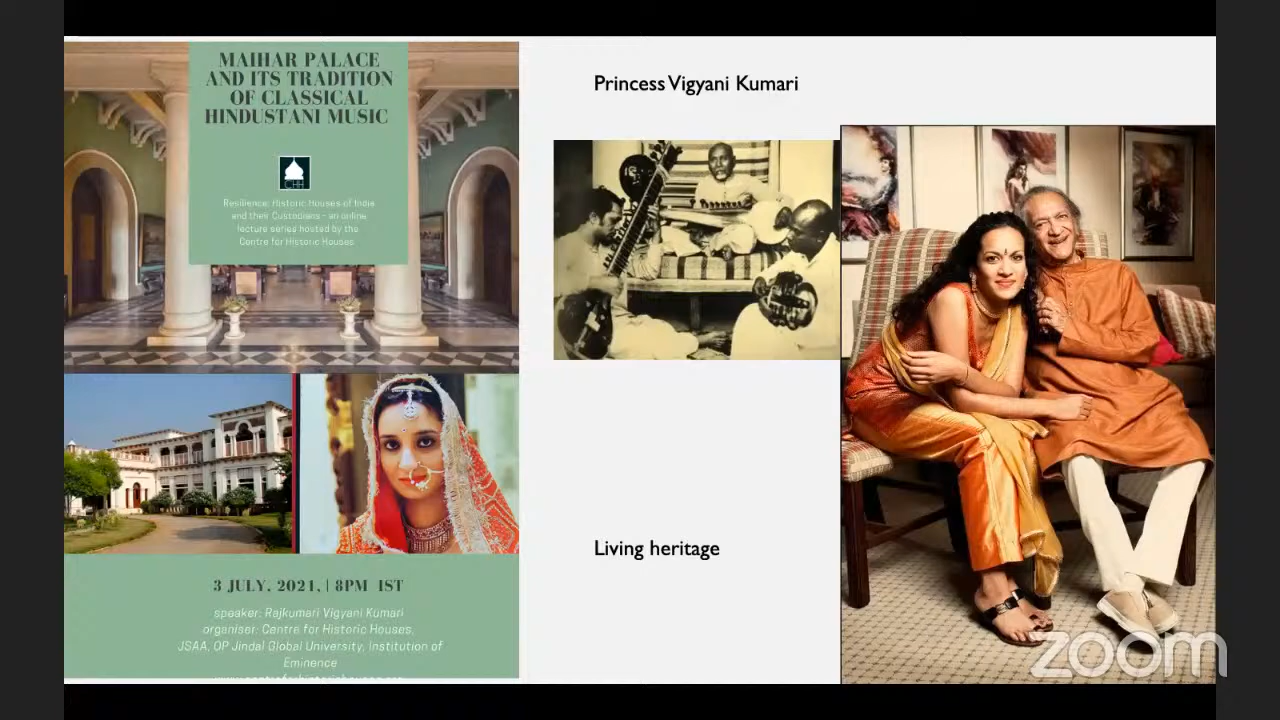 MAIHAR PALACE
AND ITS TRADITION
OF CLASSICAL
HINDUSTANI MUSIC
CHH
Resilience: Historic Houses of India
and their Custodians - an online
lecture series hosted by the
Centre for Historic Houses
3 JULY, 2021, | 8PM IST
speaker: Rajkumari Vigyani Kumari
organiser: Centre for Historic Houses,
JSAA, OP Jindal Global University, Institution of
Eminence
Princess Vigyani Kumari
Living heritage
zoom